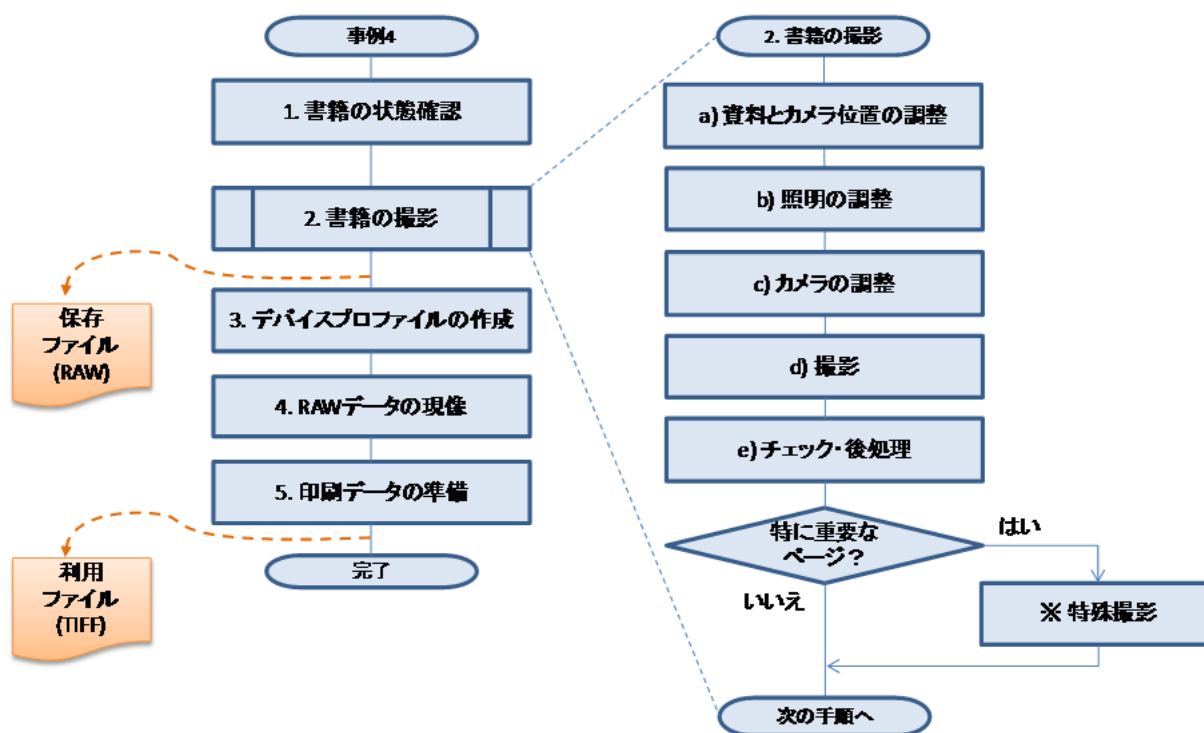 事例4
1. 書籍の状態確認
2. 書籍の撮影
3. デバイスプロファイルの作成
4. RAWデータの現像
5. 印刷データの準備
完了
保存
ファイル
(RAW)
利用
ファイル
(TIFF)
2. 書籍の撮影
a) 資料とカメラ位置の調整
b) 照明の調整
c) カメラの調整
d) 撮影
e) チェック・後処理
特に重要な
ページ？
はい
いいえ
※ 特殊撮影
次の手順へ